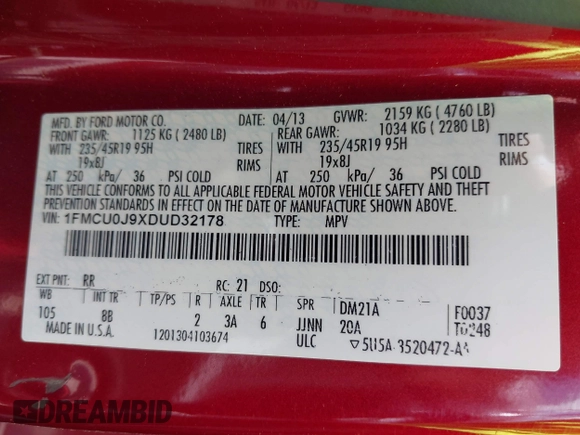 MFD. BY FORD MOTOR CO. DATE: 04/13 GVWR: 2159 KG (4760 LB)
FRONT GAWR: 1125 KG (2480 LB) REAR GAWR: 1034 KG (2280 LB)
WITH 235/45R19 95H TIRES WITH 235/45R19 95H TIRES
19x8J RIMS 19x8J RIMS
AT 250 kPa/ 36 PSI COLD AT 250 kPa/ 36 PSI COLD
THIS VEHICLE CONFORMS TO ALL APPLICABLE FEDERAL MOTOR VEHICLE SAFETY AND THEFT
PREVENTION STANDARDS IN EFFECT ON THE DATE OF MANUFACTURE SHOWN ABOVE.
VIN: 1FMCU0J9XDUD32178 TYPE: MPV
EXT PNT: RR RC: 21 DSO:
WB INT TR TP/PS R AXLE TR SPR DM21A F0037
105 8B 2 3A 6 JJNN 20A T0248
MADE IN U.S.A. 1201304103674 ULC ▽5U5A-3520472-AA
DREAMBID